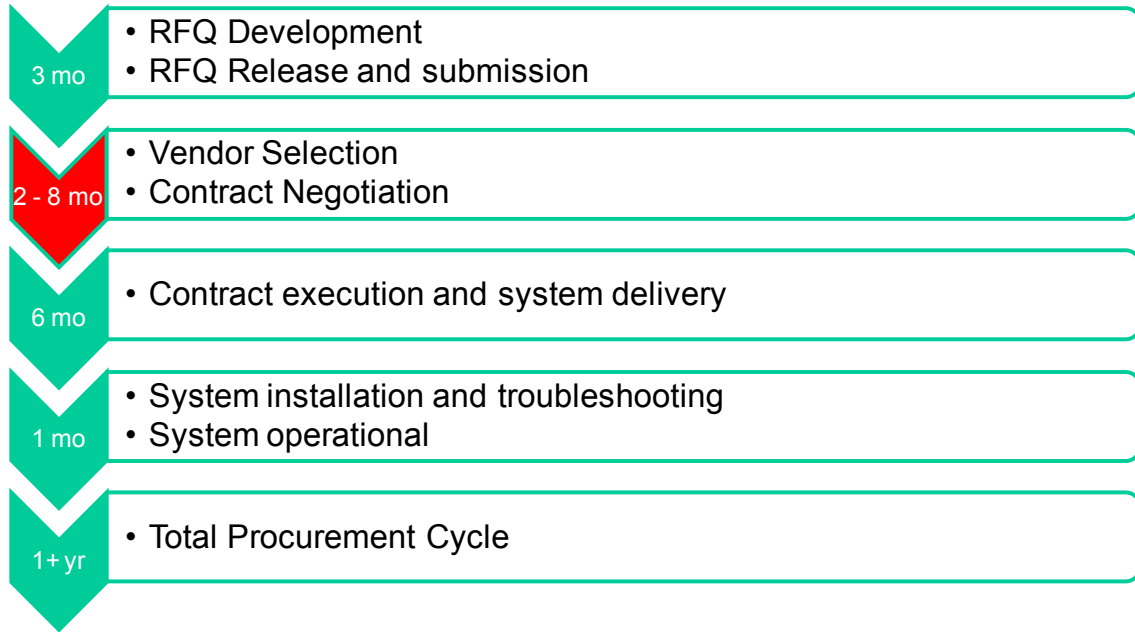 3 mo
• RFQ Development
• RFQ Release and submission
2 - 8 mo
• Vendor Selection
• Contract Negotiation
6 mo
• Contract execution and system delivery
1 mo
• System installation and troubleshooting
• System operational
1+ yr
• Total Procurement Cycle